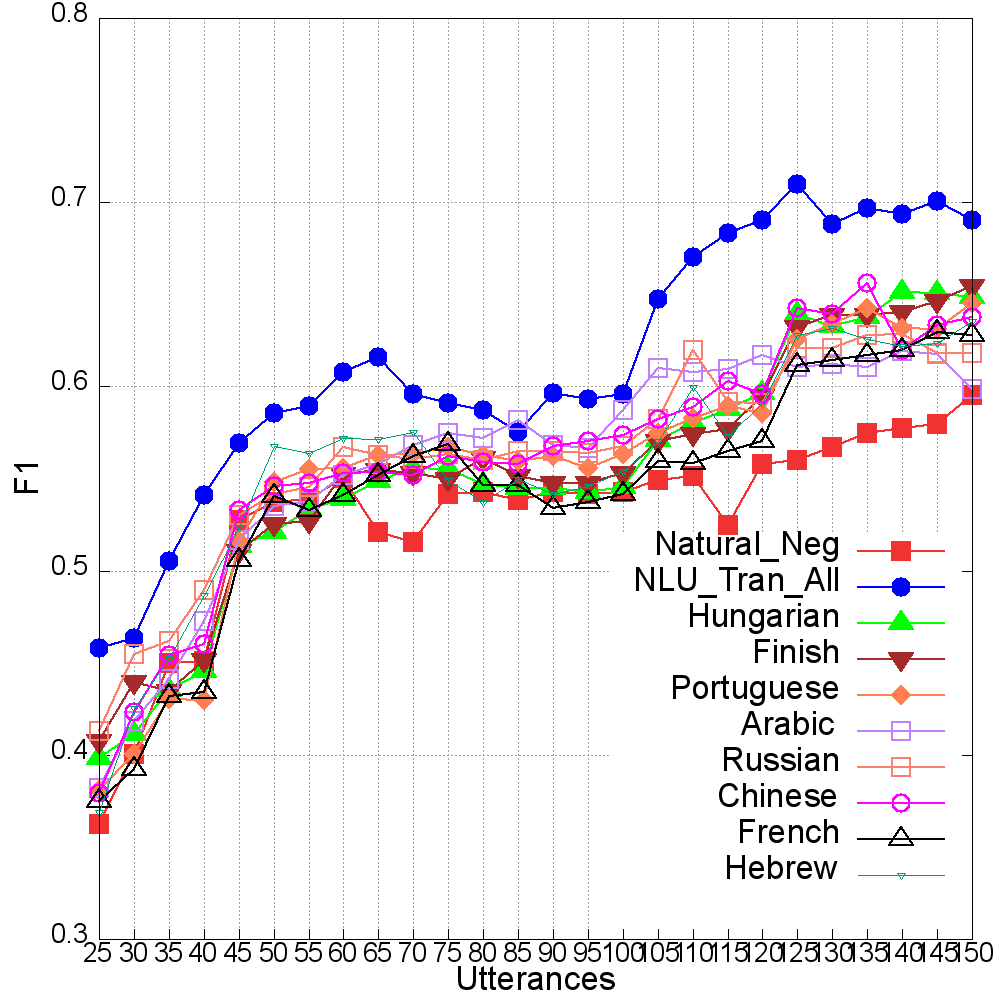 0.8
0.7
0.6
0.5
0.4
0.3
F1
Natural_Neg
NLU_Tran_All
Hungarian
Finish
Portuguese
Arabic
Russian
Chinese
French
Hebrew
25 30 35 40 45 50 55 60 65 70 75 80 85 90 95 100 105 110 115 120 125 130 135 140 145 150
Utterances